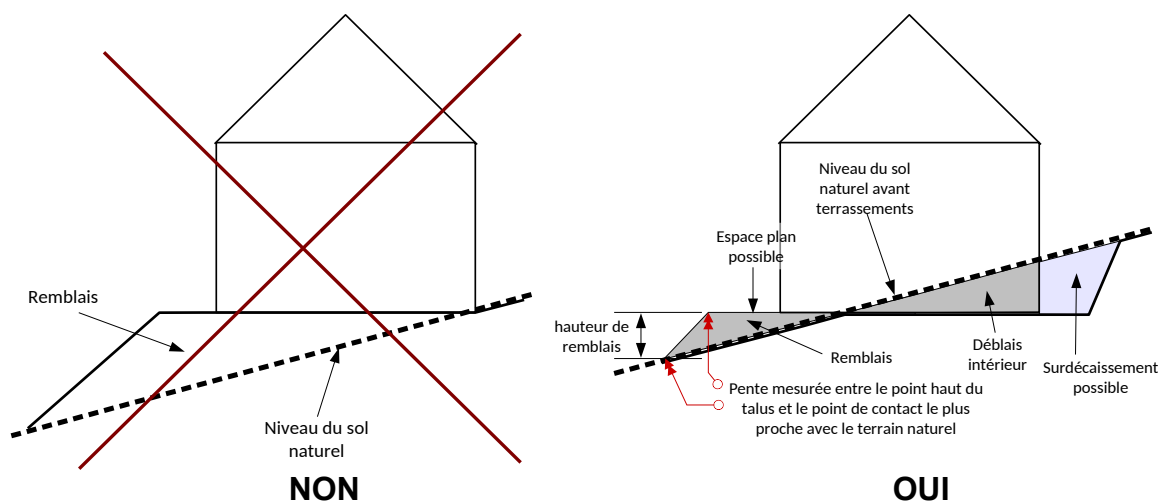 Remblais
Niveau du sol
naturel
NON
Niveau du sol
naturel avant
terrassements
Espace plan
possible
hauteur de
remblais
Remblais
Déblais
intérieur
Surdécaissement
possible
Pente mesurée entre le point haut du
talus et le point de contact le plus
proche avec le terrain naturel
OUI